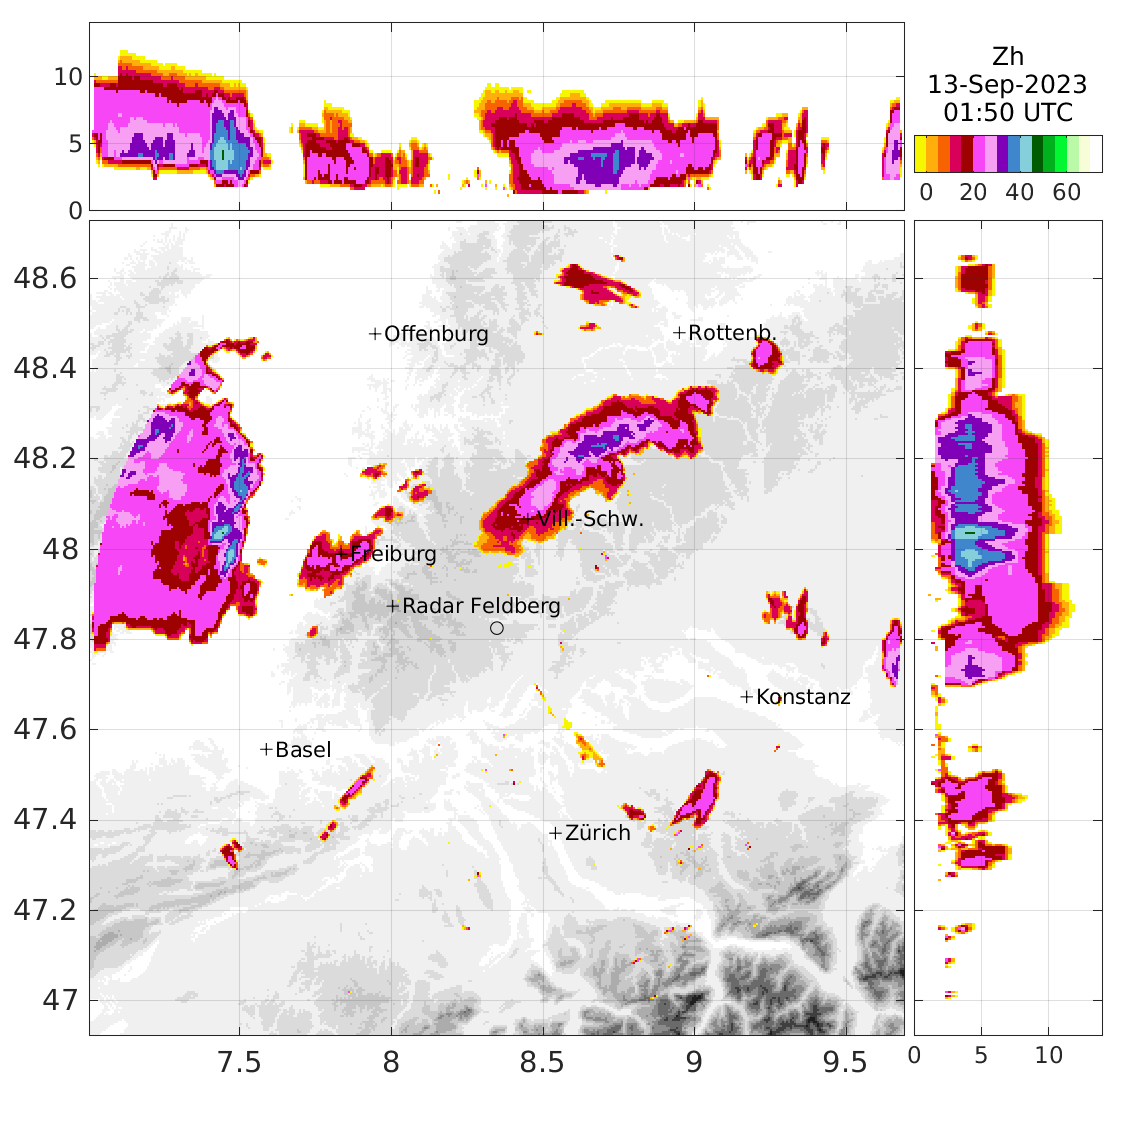 Zh
13-Sep-2023
01:50 UTC
0 20 40 60
10
5
0
48.6
48.4
48.2
48
47.8
47.6
47.4
47.2
47
+Offenburg
+Rottenb.
+Vill.-Schw.
+Freiburg
+Radar Feldberg
+Konstanz
+Basel
+Zürich
7.5 8 8.5 9 9.5
0 5 10